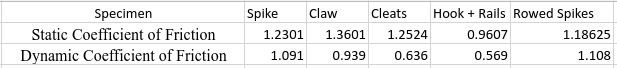 Specimen Spike Claw Cleats Hook + Rails Rowed Spikes
Static Coefficient of Friction 1.2301 1.3601 1.2524 0.9607 1.18625
Dynamic Coefficient of Friction 1.091 0.939 0.636 0.569 1.108